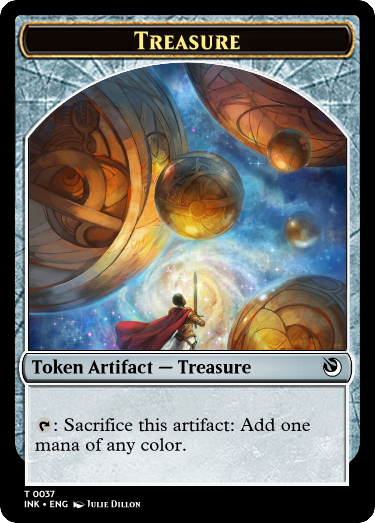 TREASURE
Token Artifact — Treasure
: Sacrifice this artifact: Add one
mana of any color.
T 0037
INK • ENG JULIE DILLON